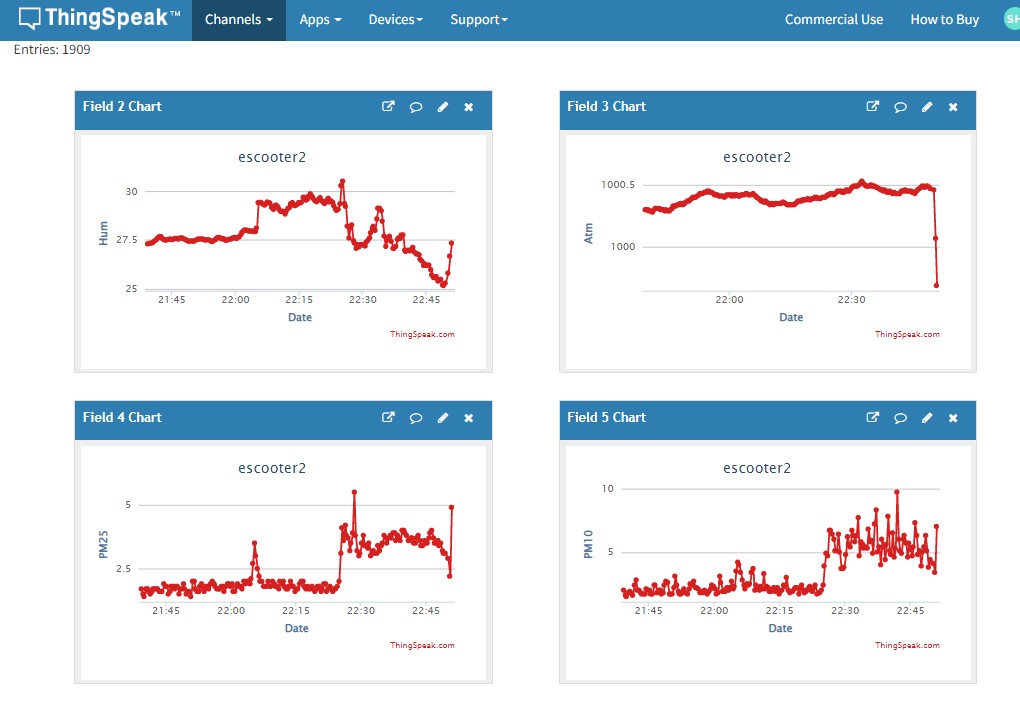 ThingSpeak™ Channels Apps Devices Support Commercial Use How to Buy SH
Entries: 1909
Field 2 Chart
escooter2
Hum
30
27.5
25
21:45 22:00 22:15 22:30 22:45
Date
ThingSpeak.com
Field 3 Chart
escooter2
Atm
1000.5
1000
22:00 22:30
Date
ThingSpeak.com
Field 4 Chart
escooter2
PM25
5
2.5
21:45 22:00 22:15 22:30 22:45
Date
ThingSpeak.com
Field 5 Chart
escooter2
PM10
10
5
21:45 22:00 22:15 22:30 22:45
Date
ThingSpeak.com